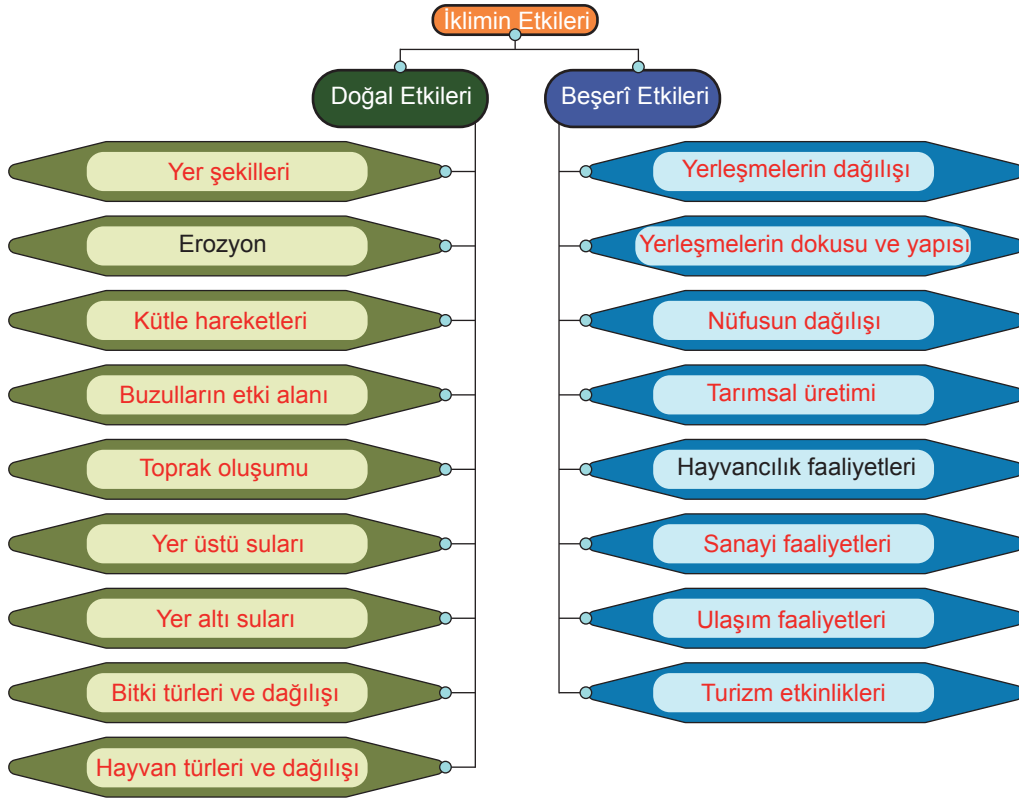 İklimin Etkileri
Doğal Etkileri
Beşerî Etkileri
Yer şekilleri
Erozyon
Kütle hareketleri
Buzulların etki alanı
Toprak oluşumu
Yer üstü suları
Yer altı suları
Bitki türleri ve dağılışı
Hayvan türleri ve dağılışı
Yerleşmelerin dağılışı
Yerleşmelerin dokusu ve yapısı
Nüfusun dağılışı
Tarımsal üretimi
Hayvancılık faaliyetleri
Sanayi faaliyetleri
Ulaşım faaliyetleri
Turizm etkinlikleri